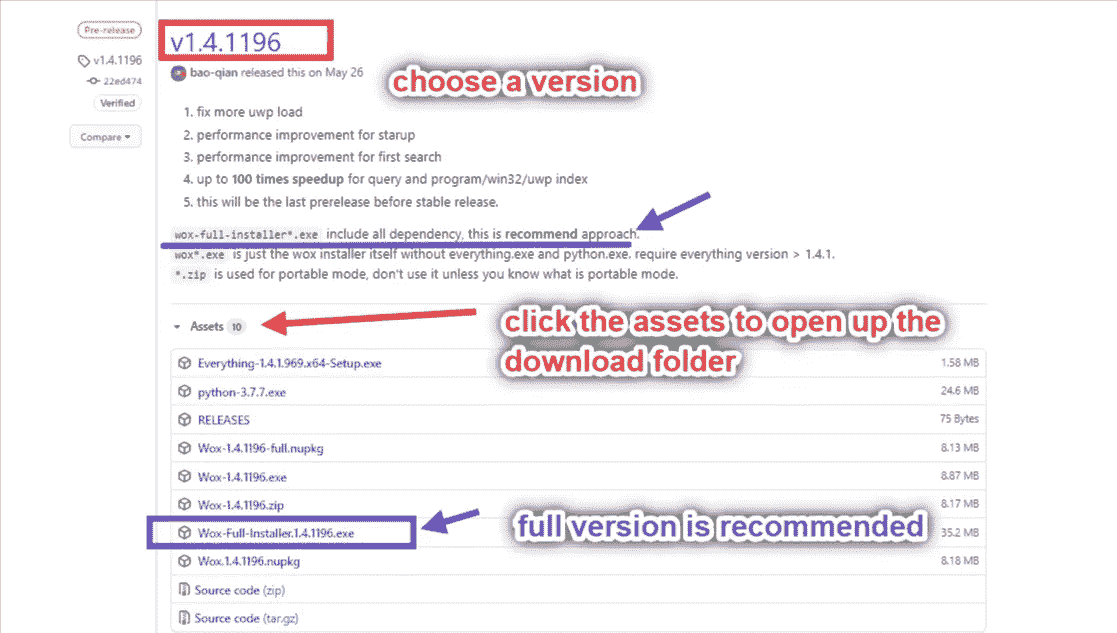 Pre-release
v1.4.1196
v1.4.1196
22ed474
Verified
Compare
bao-qian released this on May 26
choose a version
1. fix more uwp load
2. performance improvement for starup
3. performance improvement for first search
4. up to 100 times speedup for query and program/win32/uwp index
5. this will be the last prerelease before stable release.
wox-full-installer*.exe include all dependency, this is recommend approach.
wox*.exe is just the wox installer itself without everything.exe and python.exe. require everything version > 1.4.1.
*.zip is used for portable mode, don't use it unless you know what is portable mode.
Assets 10
click the assets to open up the
download folder
Everything-1.4.1.969.x64-Setup.exe 1.58 MB
python-3.7.7.exe 24.6 MB
RELEASES 75 Bytes
Wox-1.4.1196-full.nupkg 8.13 MB
Wox-1.4.1196.exe 8.87 MB
Wox-1.4.1196.zip 8.17 MB
Wox-Full-Installer.1.4.1196.exe 35.2 MB
full version is recommended
Wox.1.4.1196.nupkg 8.18 MB
Source code (zip)
Source code (tar.gz)